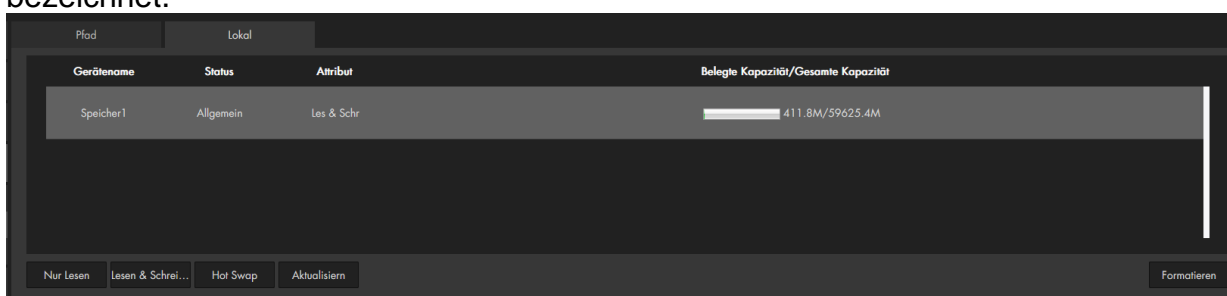 bezeichnet.
Pfad Lokal
Gerätename Status Attribut Belegte Kapazität/Gesamte Kapazität
Speicher1 Allgemein Les & Schr 411.8M/59625.4M
Nur Lesen Lesen & Schrei... Hot Swap Aktualisiern Formatieren